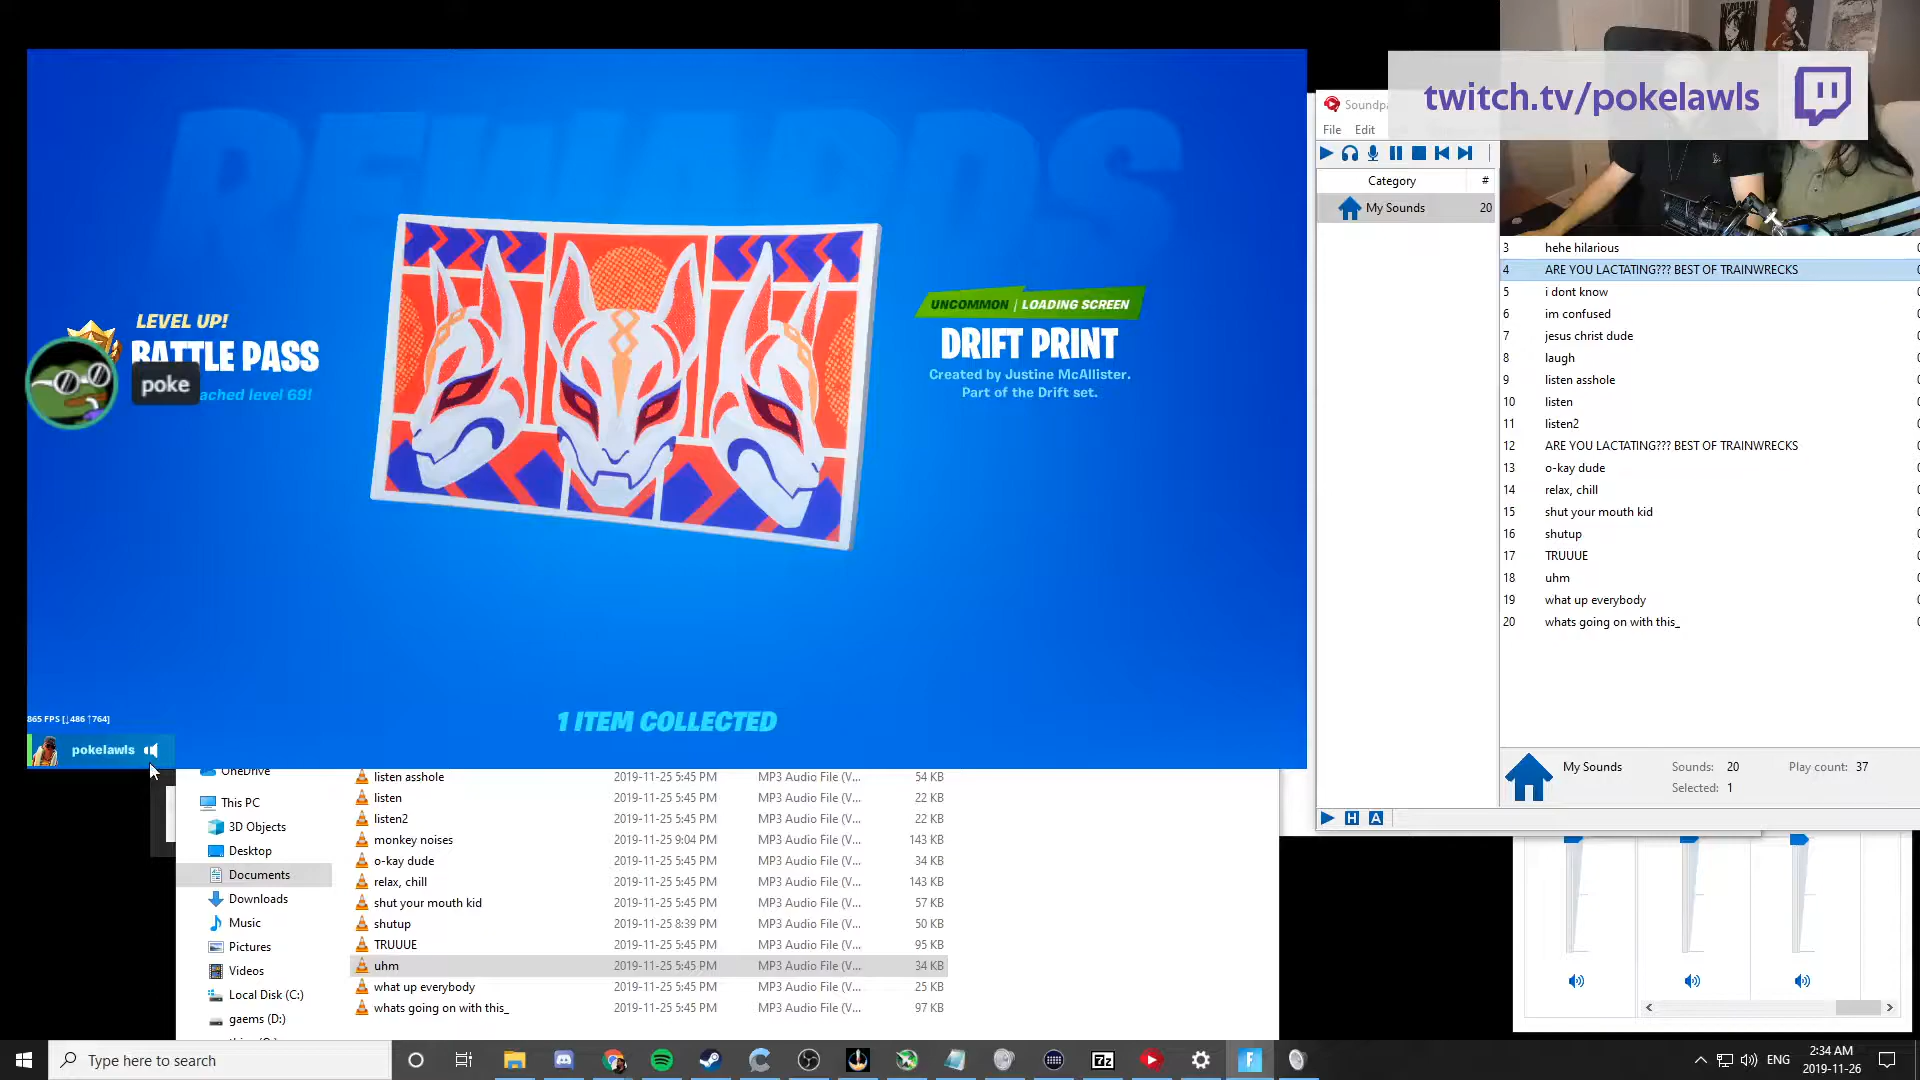 twitch.tv/pokelawls
REWARDS
LEVEL UP!
BATTLE PASS
ached level 69!
poke
UNCOMMON | LOADING SCREEN
DRIFT PRINT
Created by Justine McAllister.
Part of the Drift set.
1 ITEM COLLECTED
865 FPS [↓486 ↑764]
pokelawls
Soundpa
File Edit
Category #
My Sounds 20
3 hehe hilarious
4 ARE YOU LACTATING??? BEST OF TRAINWRECKS
5 i dont know
6 im confused
7 jesus christ dude
8 laugh
9 listen asshole
10 listen
11 listen2
12 ARE YOU LACTATING??? BEST OF TRAINWRECKS
13 o-kay dude
14 relax, chill
15 shut your mouth kid
16 shutup
17 TRUUUE
18 uhm
19 what up everybody
20 whats going on with this_
My Sounds Sounds: 20 Play count: 37
Selected: 1
H A
OneDrive
This PC
3D Objects
Desktop
Documents
Downloads
Music
Pictures
Videos
Local Disk (C:)
gaems (D:)
listen asshole 2019-11-25 5:45 PM MP3 Audio File (V... 54 KB
listen 2019-11-25 5:45 PM MP3 Audio File (V... 22 KB
listen2 2019-11-25 5:45 PM MP3 Audio File (V... 22 KB
monkey noises 2019-11-25 9:04 PM MP3 Audio File (V... 143 KB
o-kay dude 2019-11-25 5:45 PM MP3 Audio File (V... 34 KB
relax, chill 2019-11-25 5:45 PM MP3 Audio File (V... 143 KB
shut your mouth kid 2019-11-25 5:45 PM MP3 Audio File (V... 57 KB
shutup 2019-11-25 8:39 PM MP3 Audio File (V... 50 KB
TRUUUE 2019-11-25 5:45 PM MP3 Audio File (V... 95 KB
uhm 2019-11-25 5:45 PM MP3 Audio File (V... 34 KB
what up everybody 2019-11-25 5:45 PM MP3 Audio File (V... 25 KB
whats going on with this_ 2019-11-25 5:45 PM MP3 Audio File (V... 97 KB
Type here to search
7z
F
ENG
2:34 AM
2019-11-26